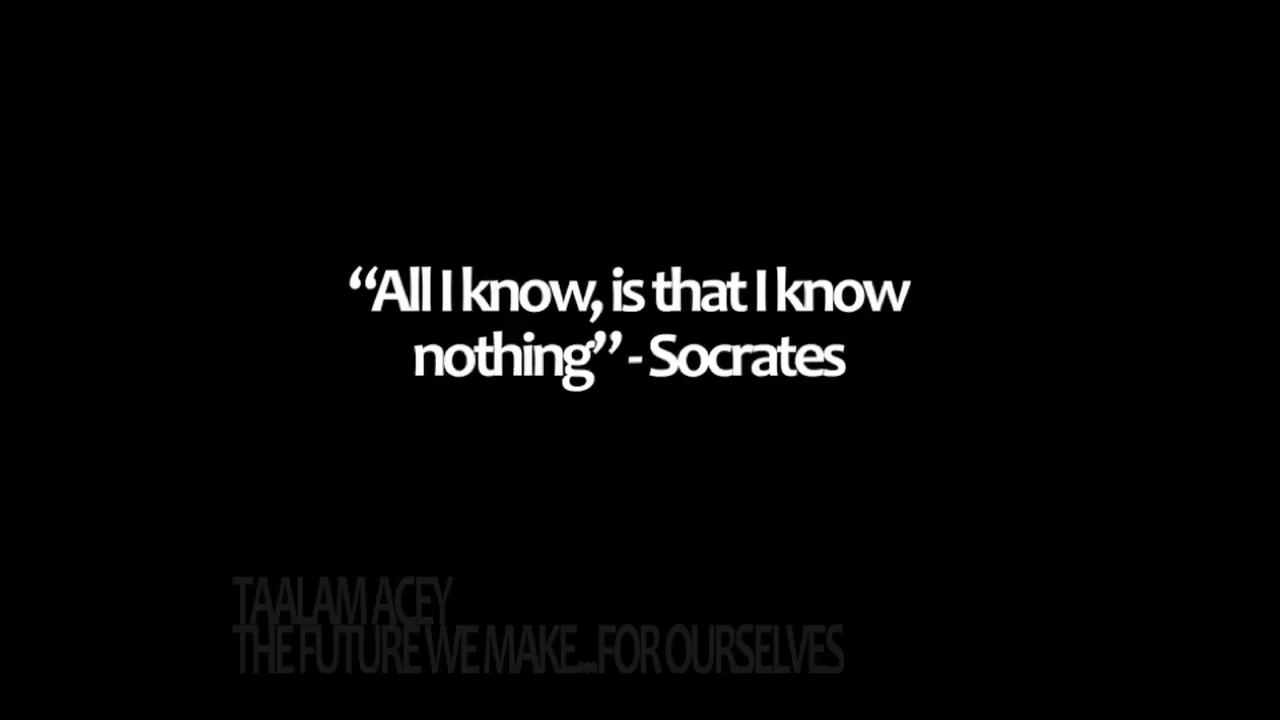 “All I know, is that I know
nothing” - Socrates
TAALAM ACEY
THE FUTURE WE MAKE...FOR OURSELVES